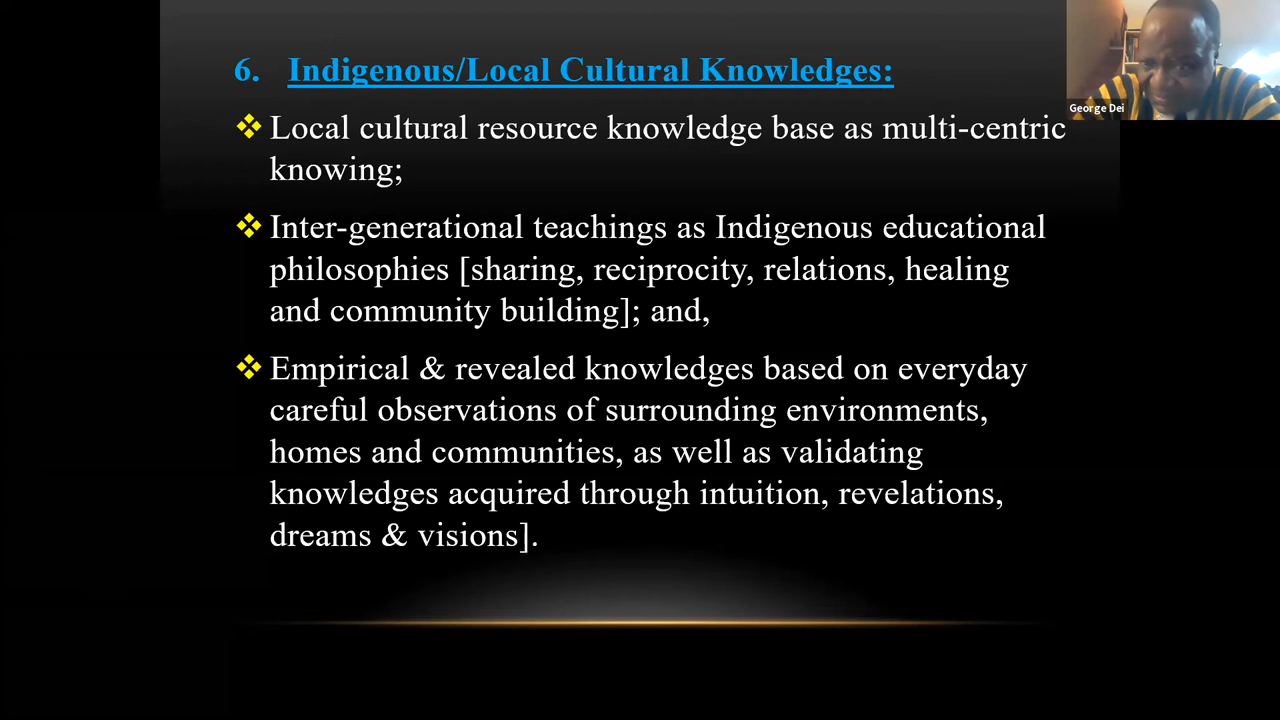 6. Indigenous/Local Cultural Knowledges:
George Dei
❖ Local cultural resource knowledge base as multi-centric
knowing;
❖ Inter-generational teachings as Indigenous educational
philosophies [sharing, reciprocity, relations, healing
and community building]; and,
❖ Empirical & revealed knowledges based on everyday
careful observations of surrounding environments,
homes and communities, as well as validating
knowledges acquired through intuition, revelations,
dreams & visions].